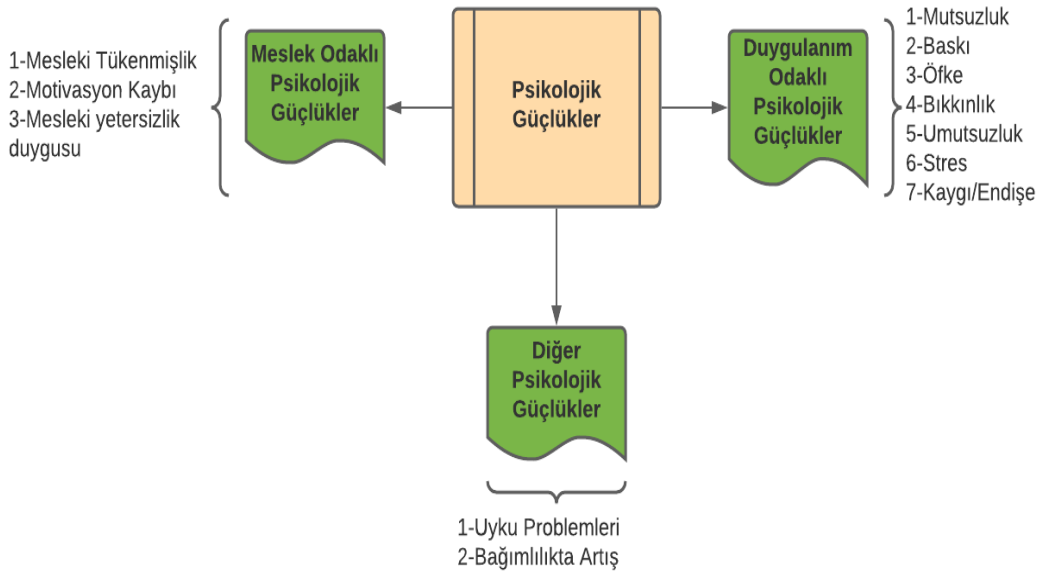 1-Mesleki Tükenmişlik
2-Motivasyon Kaybı
3-Mesleki yetersizlik
duygusu
Meslek Odaklı
Psikolojik
Güçlükler
Psikolojik
Güçlükler
Duygulanım
Odaklı
Psikolojik
Güçlükler
1-Mutsuzluk
2-Baskı
3-Öfke
4-Bıkkınlık
5-Umutsuzluk
6-Stres
7-Kaygı/Endişe
Diğer
Psikolojik
Güçlükler
1-Uyku Problemleri
2-Bağımlılıkta Artış